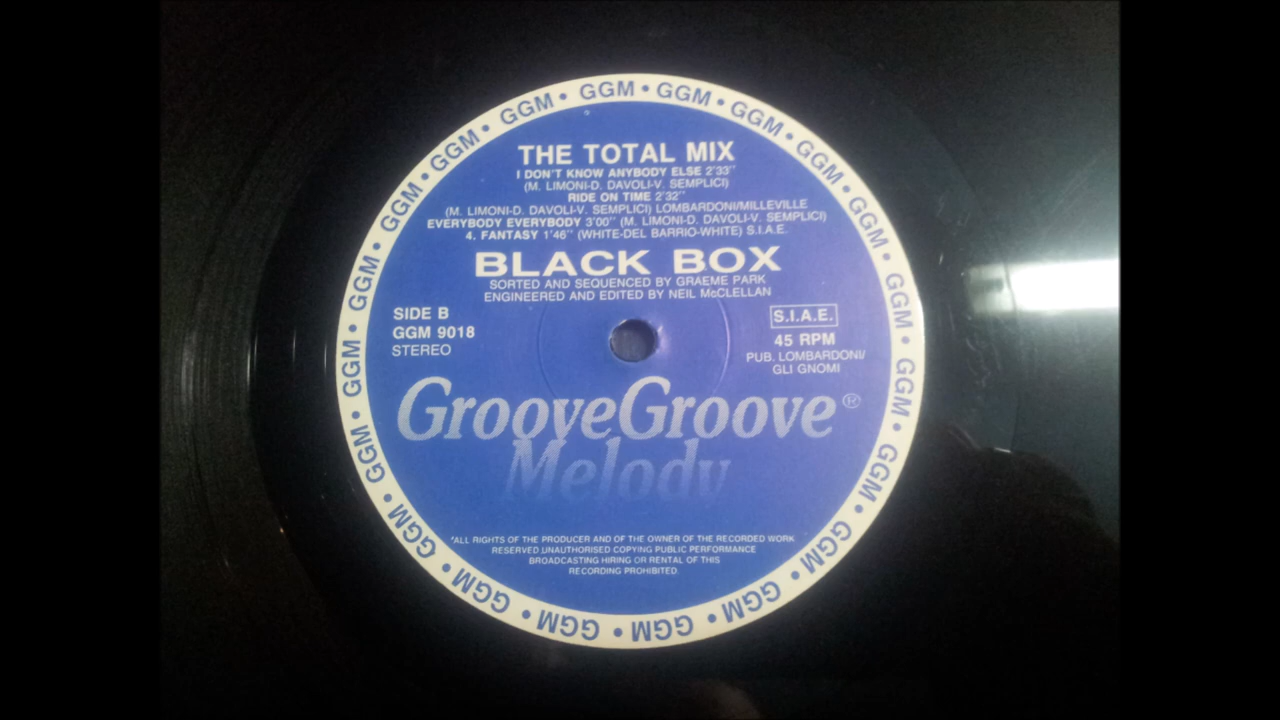 THE TOTAL MIX
I DON'T KNOW ANYBODY ELSE 2'33"
(M. LIMONI-D. DAVOLI-V. SEMPLICI)
RIDE ON TIME 2'32"
(M. LIMONI-D. DAVOLI-V. SEMPLICI) LOMBARDONI/MILLEVILLE
EVERYBODY EVERYBODY 3'00" (M. LIMONI-D. DAVOLI-V. SEMPLICI)
4. FANTASY 1'46" (WHITE-DEL BARRIO-WHITE) S.I.A.E.
BLACK BOX
SORTED AND SEQUENCED BY GRAEME PARK
ENGINEERED AND EDITED BY NEIL McCLELLAN
SIDE B
GGM 9018
STEREO
S.I.A.E.
45 RPM
PUB. LOMBARDONI/
GLI GNOMI
GrooveGroove®
Melody
*ALL RIGHTS OF THE PRODUCER AND OF THE OWNER OF THE RECORDED WORK
RESERVED UNAUTHORISED COPYING PUBLIC PERFORMANCE
BROADCASTING HIRING OR RENTAL OF THIS
RECORDING PROHIBITED.
GGM • GGM • GGM • GGM • GGM • GGM • GGM • GGM • GGM • GGM • GGM • GGM • GGM • GGM • GGM • GGM • GGM • GGM • GGM • GGM • GGM • GGM •